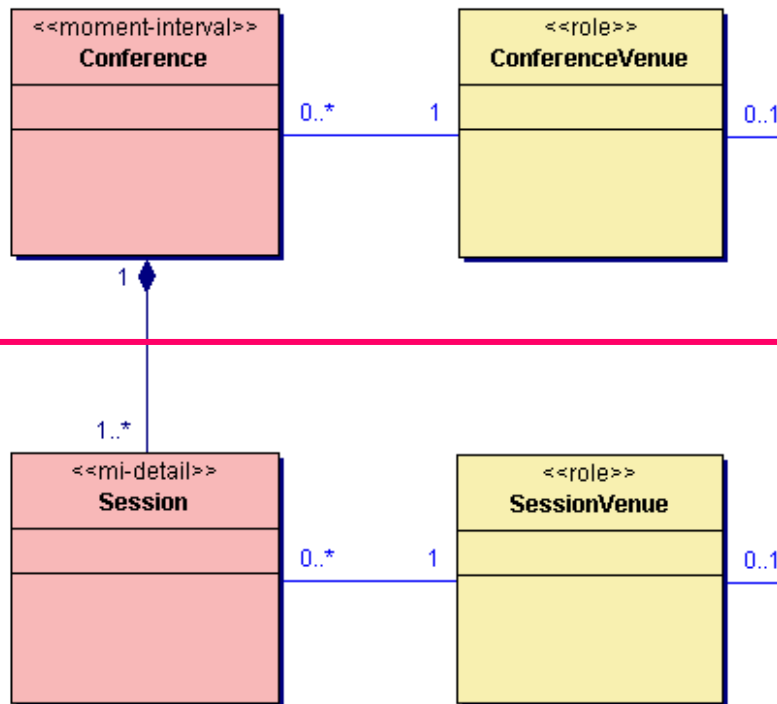 <<moment-interval>>
Conference
<<role>>
ConferenceVenue
0..*
1
0..1
1
1..*
<<mi-detail>>
Session
<<role>>
SessionVenue
0..*
1
0..1